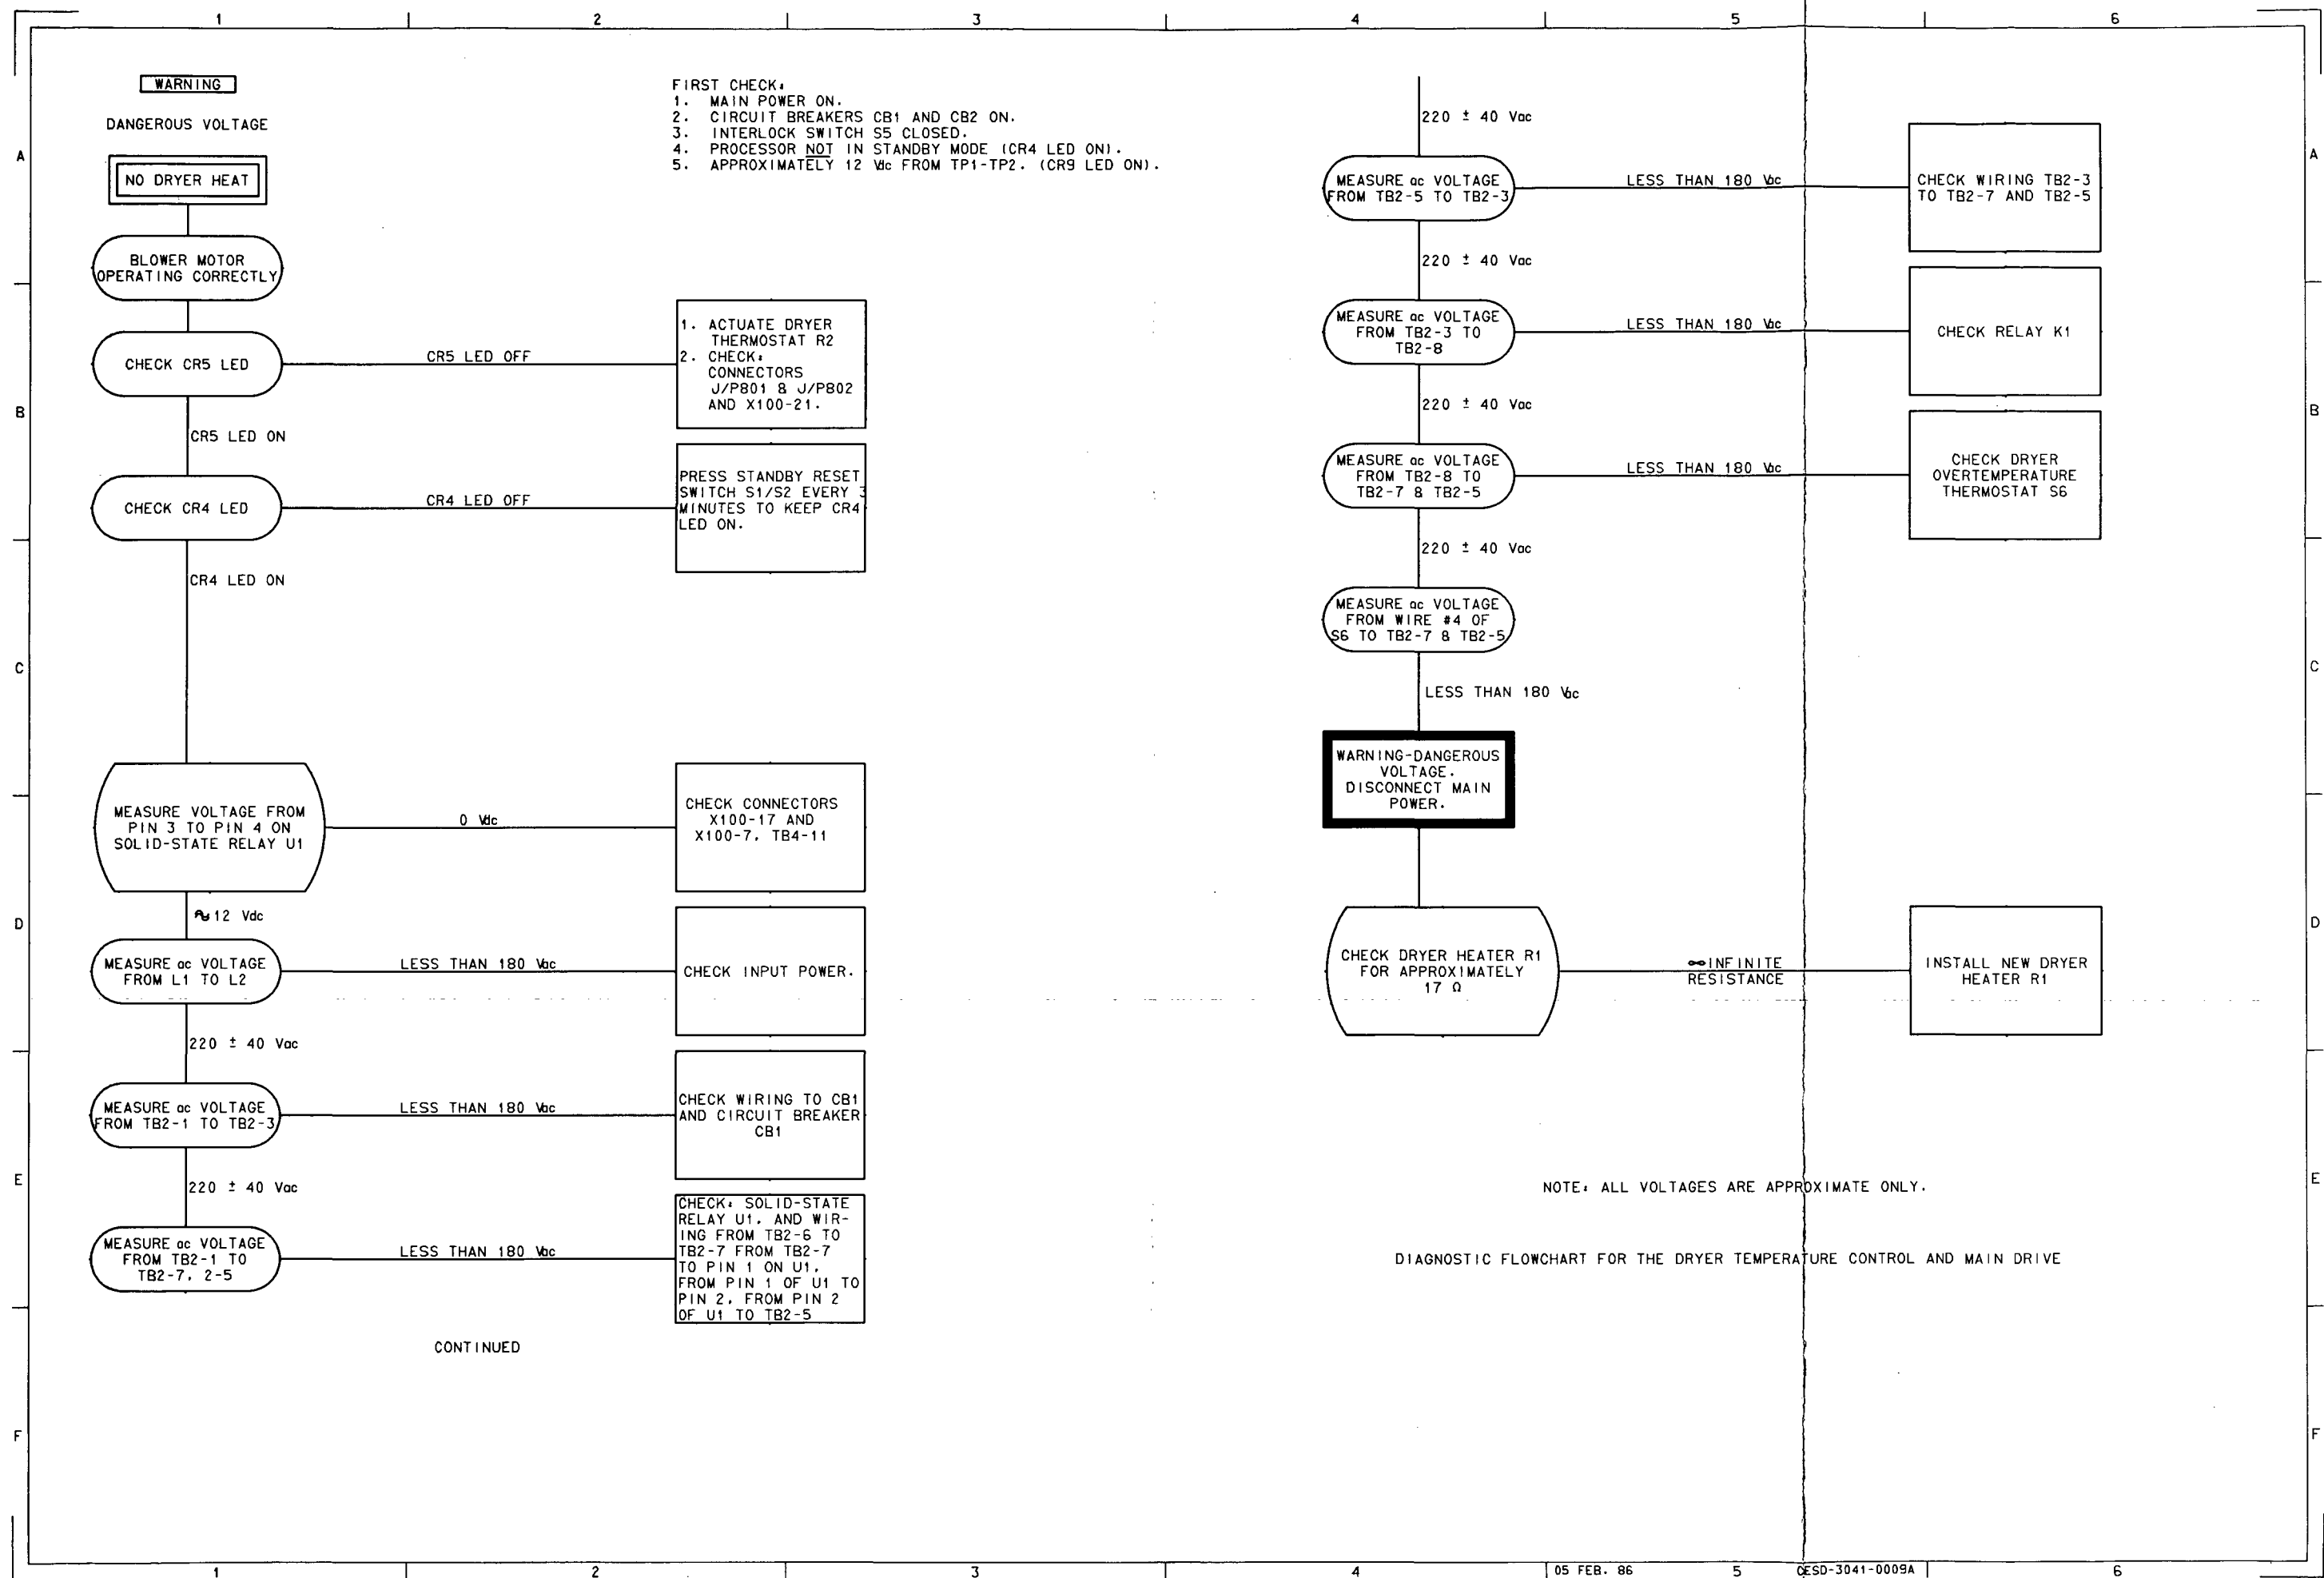 1 2 3 4 5 6
WARNING
DANGEROUS VOLTAGE
NO DRYER HEAT
FIRST CHECK:
1. MAIN POWER ON.
2. CIRCUIT BREAKERS CB1 AND CB2 ON.
3. INTERLOCK SWITCH S5 CLOSED.
4. PROCESSOR NOT IN STANDBY MODE (CR4 LED ON).
5. APPROXIMATELY 12 Vdc FROM TP1-TP2. (CR9 LED ON).
BLOWER MOTOR
OPERATING CORRECTLY
CHECK CR5 LED
CR5 LED OFF
1. ACTUATE DRYER
THERMOSTAT R2
2. CHECK:
CONNECTORS
J/P801 & J/P802
AND X100-21.
CR5 LED ON
CHECK CR4 LED
CR4 LED OFF
PRESS STANDBY RESET
SWITCH S1/S2 EVERY 3
MINUTES TO KEEP CR4
LED ON.
CR4 LED ON
MEASURE VOLTAGE FROM
PIN 3 TO PIN 4 ON
SOLID-STATE RELAY U1
0 Vdc
CHECK CONNECTORS
X100-17 AND
X100-7, TB4-11
~12 Vdc
MEASURE ac VOLTAGE
FROM L1 TO L2
LESS THAN 180 Vac
CHECK INPUT POWER.
220 ± 40 Vac
MEASURE ac VOLTAGE
FROM TB2-1 TO TB2-3
LESS THAN 180 Vac
CHECK WIRING TO CB1
AND CIRCUIT BREAKER
CB1
220 ± 40 Vac
MEASURE ac VOLTAGE
FROM TB2-1 TO
TB2-7, 2-5
LESS THAN 180 Vac
CHECK: SOLID-STATE
RELAY U1, AND WIR-
ING FROM TB2-6 TO
TB2-7 FROM TB2-7
TO PIN 1 ON U1,
FROM PIN 1 OF U1 TO
PIN 2, FROM PIN 2
OF U1 TO TB2-5
CONTINUED
220 ± 40 Vac
MEASURE ac VOLTAGE
FROM TB2-5 TO TB2-3
LESS THAN 180 Vac
CHECK WIRING TB2-3
TO TB2-7 AND TB2-5
220 ± 40 Vac
MEASURE ac VOLTAGE
FROM TB2-3 TO
TB2-8
LESS THAN 180 Vac
CHECK RELAY K1
220 ± 40 Vac
MEASURE ac VOLTAGE
FROM TB2-8 TO
TB2-7 & TB2-5
LESS THAN 180 Vac
CHECK DRYER
OVERTEMPERATURE
THERMOSTAT S6
220 ± 40 Vac
MEASURE ac VOLTAGE
FROM WIRE #4 OF
S6 TO TB2-7 & TB2-5
LESS THAN 180 Vac
WARNING-DANGEROUS
VOLTAGE.
DISCONNECT MAIN
POWER.
CHECK DRYER HEATER R1
FOR APPROXIMATELY
17 Ω
∞ INFINITE
RESISTANCE
INSTALL NEW DRYER
HEATER R1
NOTE: ALL VOLTAGES ARE APPROXIMATE ONLY.
DIAGNOSTIC FLOWCHART FOR THE DRYER TEMPERATURE CONTROL AND MAIN DRIVE
A A
B B
C C
D D
E E
F F
1 2 3 4 5 6
05 FEB. 86
CESD-3041-0009A